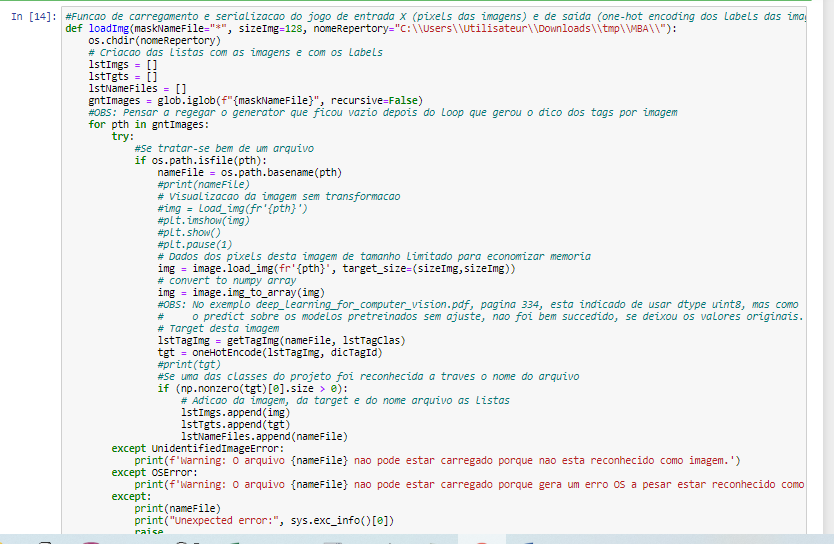 In [14]: #Funcao de carregamento e serializacao do jogo de entrada X (pixels das imagens) e de saida (one-hot encoding dos labels das
def loadImg(maskNameFile="*", sizeImg=128, nomeRepertory="C:\\Users\\Utilisateur\\Downloads\\tmp\\MBA\\"):
    os.chdir(nomeRepertory)
    # Criacao das listas com as imagens e com os labels
    lstImgs = []
    lstTgts = []
    lstNameFiles = []
    gntImages = glob.iglob(f"{maskNameFile}", recursive=False)
    #OBS: Pensar a regegar o generator que ficou vazio depois do loop que gerou o dico dos tags por imagem
    for pth in gntImages:
        try:
            #Se tratar-se bem de um arquivo
            if os.path.isfile(pth):
                nameFile = os.path.basename(pth)
                #print(nameFile)
                # Visualizacao da imagem sem transformacao
                #img = load_img(fr'{pth}')
                #plt.imshow(img)
                #plt.show()
                #plt.pause(1)
                # Dados dos pixels desta imagem de tamanho limitado para economizar memoria
                img = image.load_img(fr'{pth}', target_size=(sizeImg,sizeImg))
                # convert to numpy array
                img = image.img_to_array(img)
                #OBS: No exemplo deep_learning_for_computer_vision.pdf, pagina 334, esta indicado de usar dtype uint8, mas como
                #     o predict sobre os modelos pretreinados sem ajuste, nao foi bem succedido, se deixou os valores originais.
                # Target desta imagem
                lstTagImg = getTagImg(nameFile, lstTagClas)
                tgt = oneHotEncode(lstTagImg, dicTagId)
                #print(tgt)
                #Se uma das classes do projeto foi reconhecida a traves o nome do arquivo
                if (np.nonzero(tgt)[0].size > 0):
                    # Adicao da imagem, da target e do nome arquivo as listas
                    lstImgs.append(img)
                    lstTgts.append(tgt)
                    lstNameFiles.append(nameFile)
        except UnidentifiedImageError:
            print(f'Warning: O arquivo {nameFile} nao pode estar carregado porque nao esta reconhecido como imagem.')
        except OSError:
            print(f'Warning: O arquivo {nameFile} nao pode estar carregado porque gera um erro OS a pesar estar reconhecido como
        except:
            print(nameFile)
            print("Unexpected error:", sys.exc_info()[0])
            raise